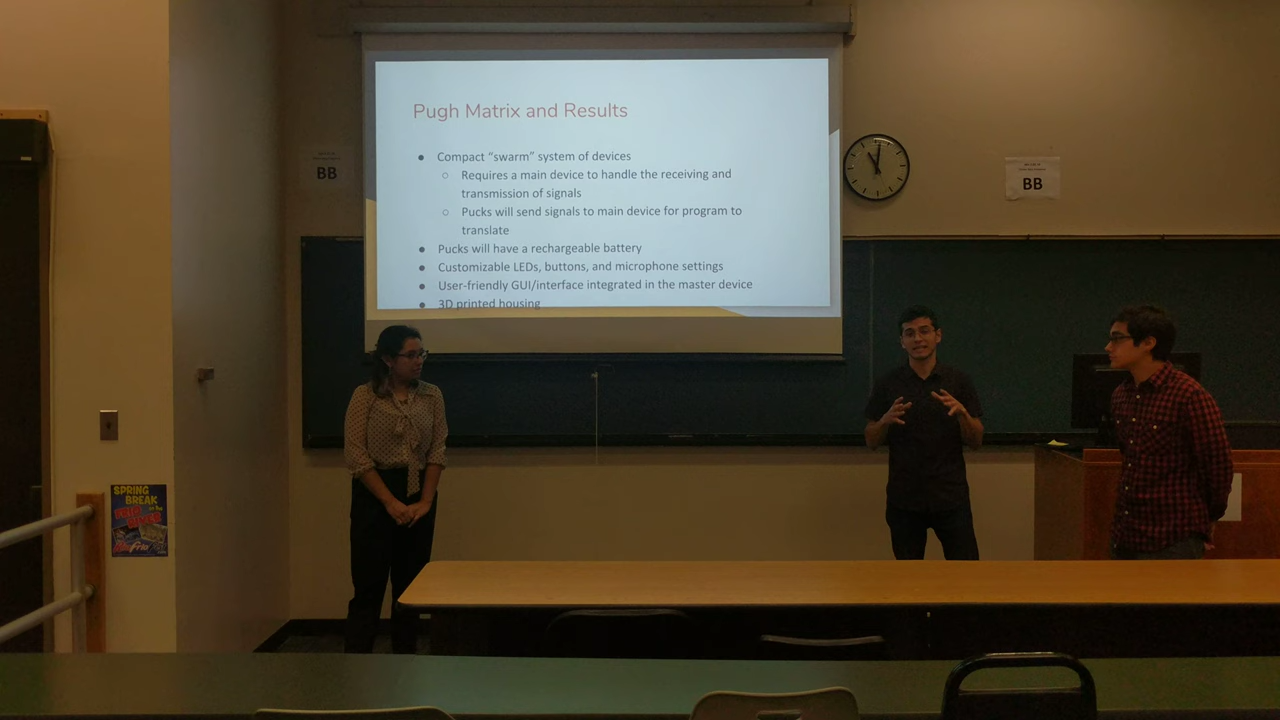 Pugh Matrix and Results
● Compact “swarm” system of devices
○ Requires a main device to handle the receiving and
transmission of signals
○ Pucks will send signals to main device for program to
translate
● Pucks will have a rechargeable battery
● Customizable LEDs, buttons, and microphone settings
● User-friendly GUI/interface integrated in the master device
● 3D printed housing
BB
BB
SPRING
BREAK